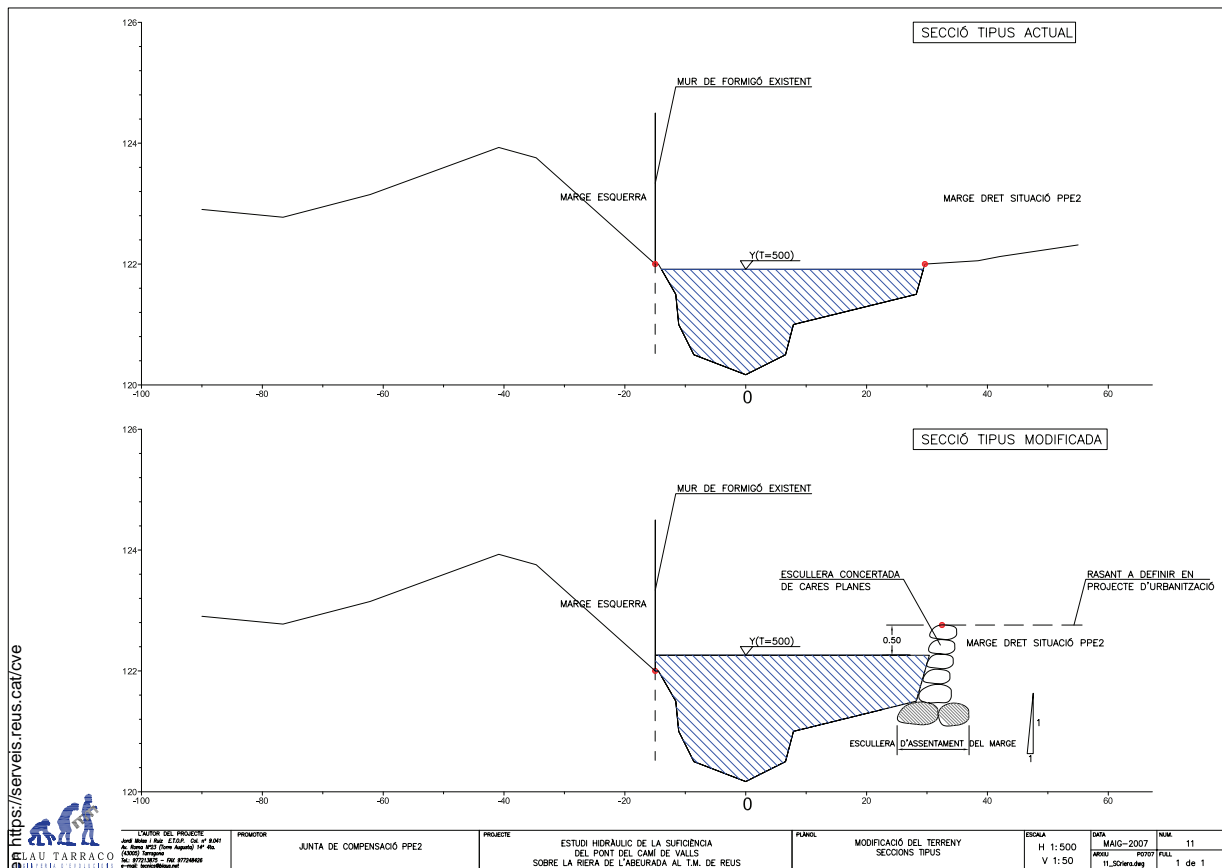 SECCIÓ TIPUS ACTUAL
126
124
122
120
MUR DE FORMIGÓ EXISTENT
MARGE ESQUERRA
MARGE DRET SITUACIÓ PPE2
Y(T=500)
-100
-80
-60
-40
-20
0
20
40
60
SECCIÓ TIPUS MODIFICADA
126
124
122
120
MUR DE FORMIGÓ EXISTENT
ESCULLERA CONCERTADA
DE CARES PLANES
RASANT A DEFINIR EN
PROJECTE D'URBANITZACIÓ
MARGE ESQUERRA
Y(T=500)
0.50
MARGE DRET SITUACIÓ PPE2
1
1
ESCULLERA D'ASSENTAMENT DEL MARGE
-100
-80
-60
-40
-20
0
20
40
60
https://serveis.reus.cat/cve
LAU TARRACO
L'AUTOR DEL PROJECTE
(43005) Tarragona
PROMOTOR
JUNTA DE COMPENSACIÓ PPE2
PROJECTE
ESTUDI HIDRÀULIC DE LA SUFICIÈNCIA
DEL PONT DEL CAMÍ DE VALLS
SOBRE LA RIERA DE L'ABEURADA AL T.M. DE REUS
PLÀNOL
MODIFICACIÓ DEL TERRENY
SECCIONS TIPUS
ESCALA
H 1:500
V 1:50
DATA
MAIG-2007
ARXIU P0707
11_SCriera.dwg
NUM.
11
FULL
1 de 1